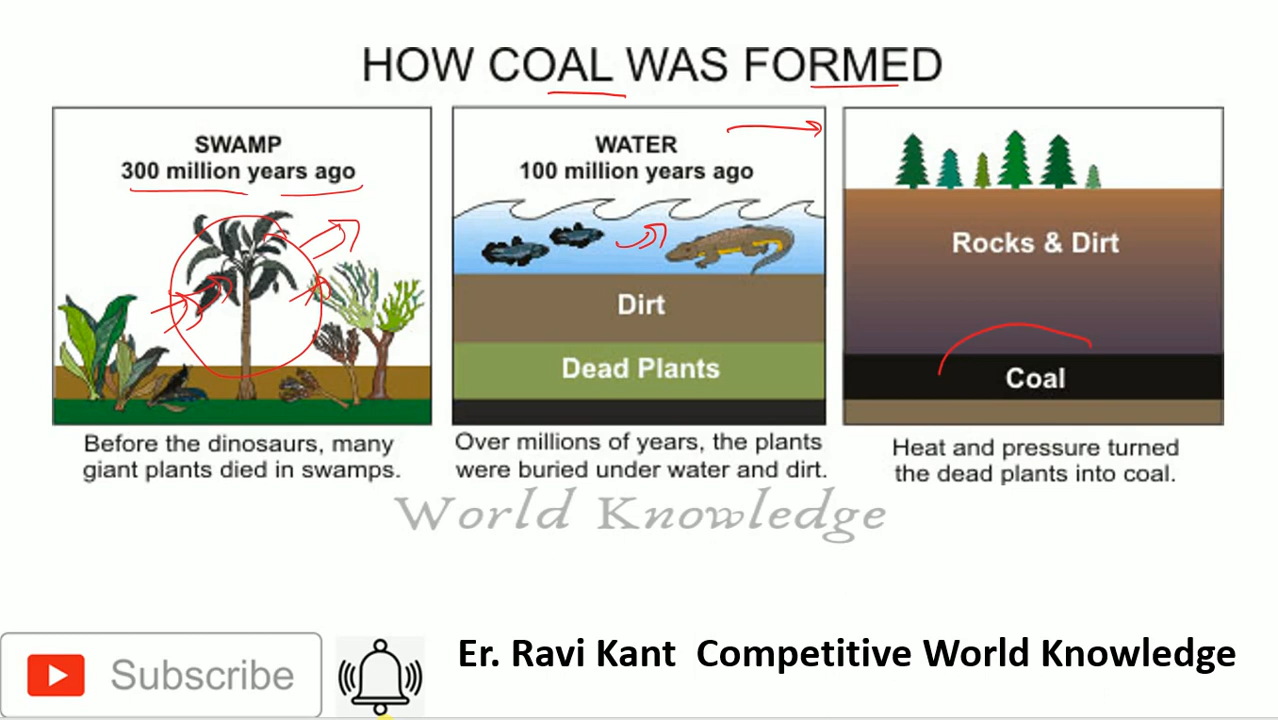 HOW COAL WAS FORMED
SWAMP
300 million years ago
Before the dinosaurs, many
giant plants died in swamps.
WATER
100 million years ago
Dirt
Dead Plants
Over millions of years, the plants
were buried under water and dirt.
Rocks & Dirt
Coal
Heat and pressure turned
the dead plants into coal.
World Knowledge
Subscribe
Er. Ravi Kant Competitive World Knowledge